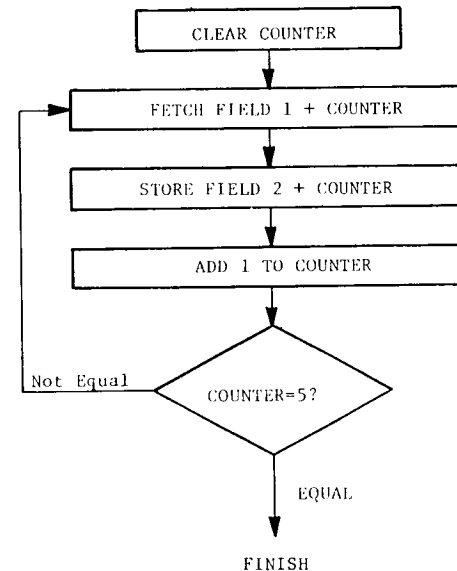 CLEAR COUNTER
FETCH FIELD 1 + COUNTER
STORE FIELD 2 + COUNTER
ADD 1 TO COUNTER
Not Equal
COUNTER=5?
EQUAL
FINISH